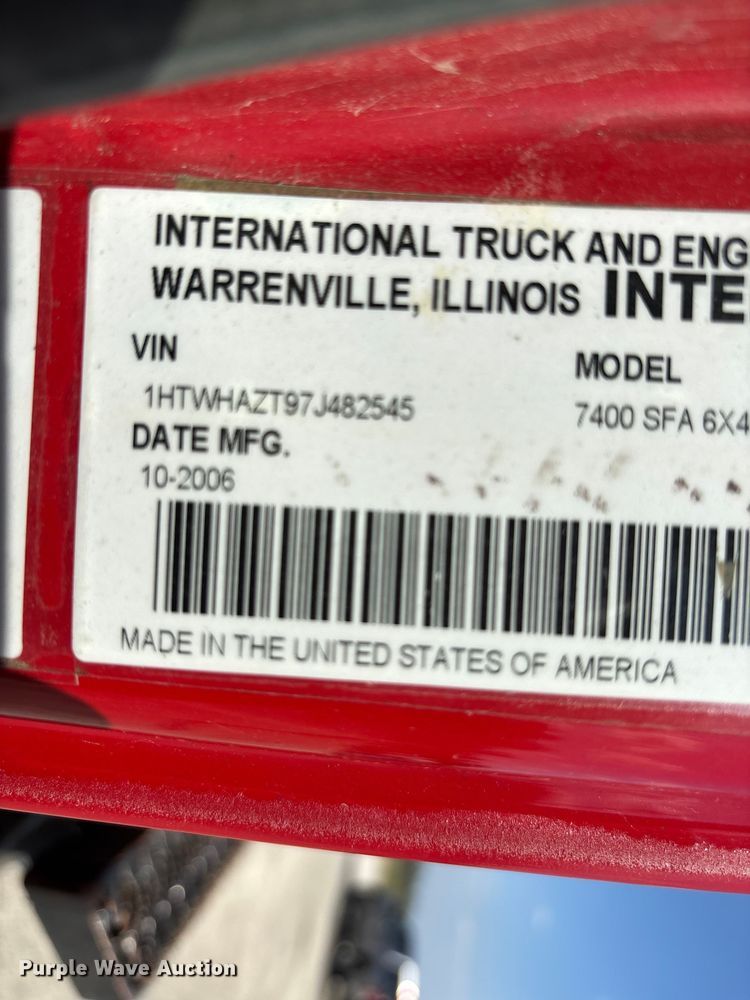 INTERNATIONAL TRUCK AND ENG
WARRENVILLE, ILLINOIS INTE
VIN
MODEL
1HTWHAZT97J482545
7400 SFA 6X4
DATE MFG.
10-2006
MADE IN THE UNITED STATES OF AMERICA
Purple Wave Auction